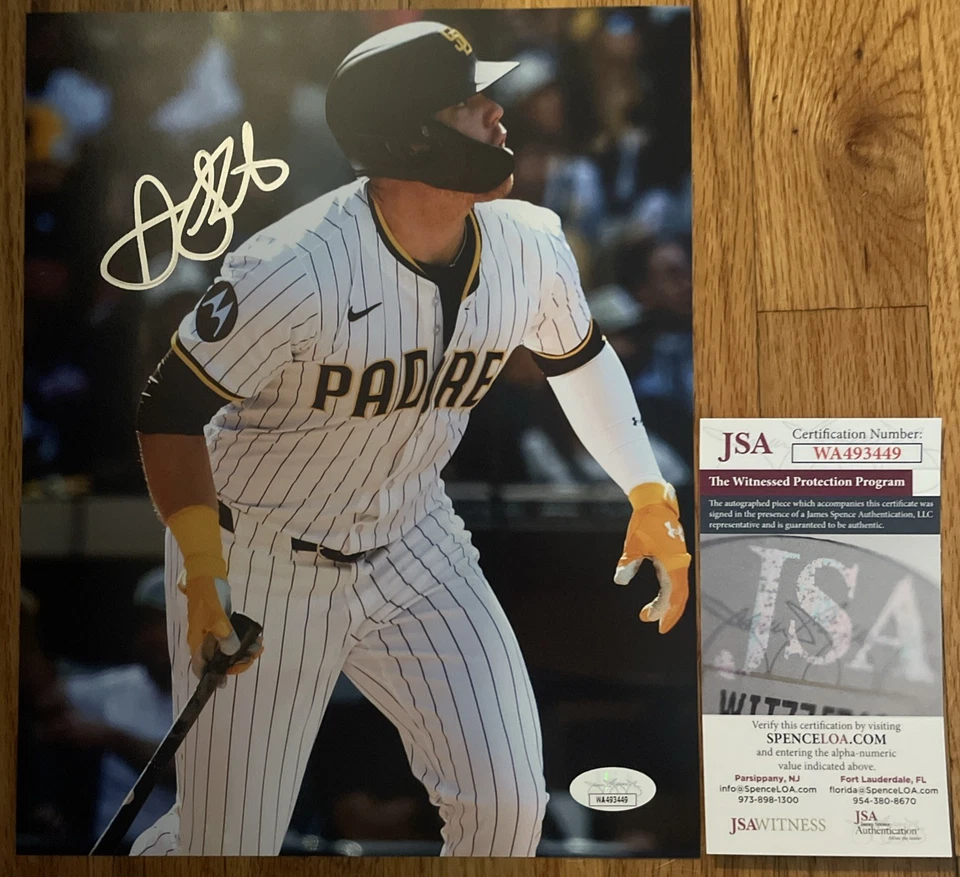 SD
PADRE
JSA
Certification Number:
WA493449
The Witnessed Protection Program
The autographed piece which accompanies this certificate was
signed in the presence of a James Spence Authentication, LLC
representative and is guaranteed to be authentic.
JSA
WITNESS
Verify this certification by visiting
SPENCELOA.COM
and entering the alpha-numeric
value indicated above.
Parsippany, NJ
info@SpenceLOA.com
973-898-1300
Fort Lauderdale, FL
florida@SpenceLOA.com
954-380-8670
JSAWITNESS
JSA
Authentication
WA493449